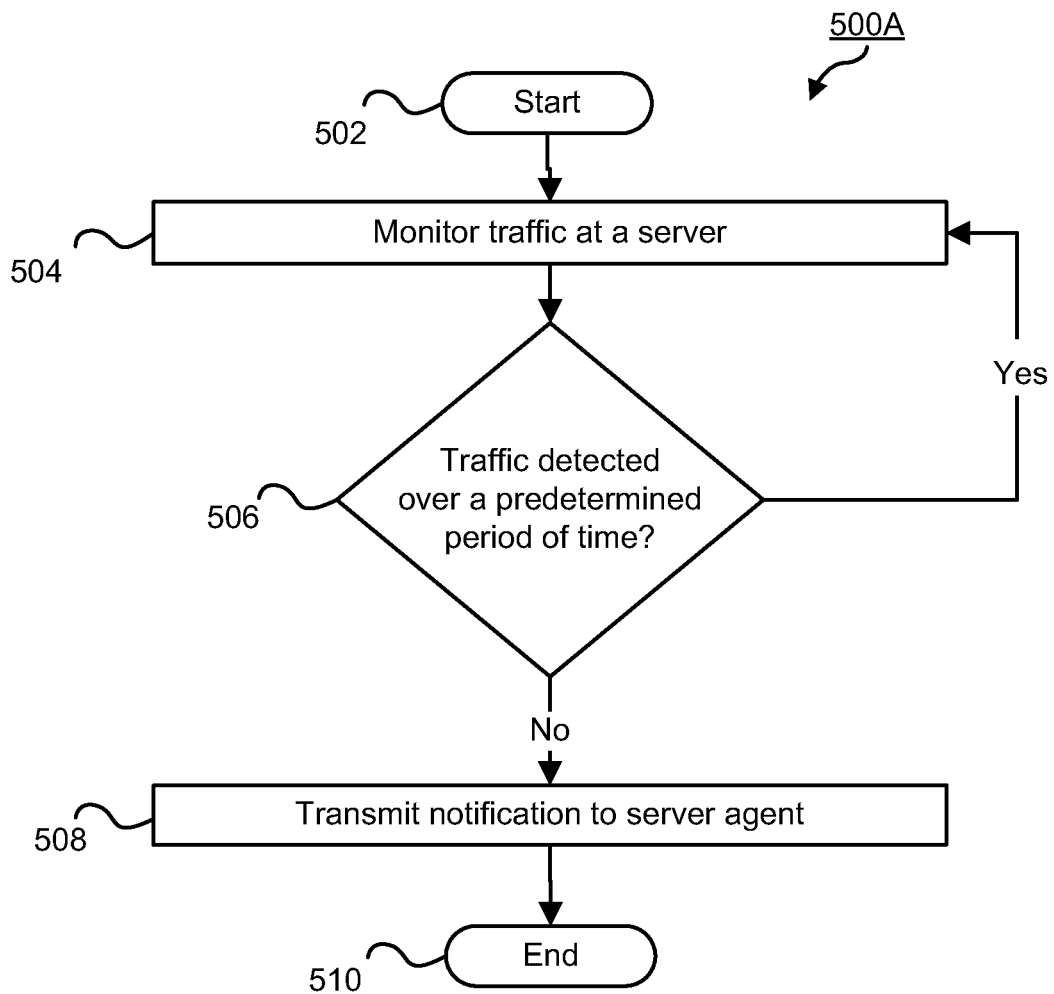 500A
Start
502
Monitor traffic at a server
504
Yes
Traffic detected
over a predetermined
period of time?
506
No
Transmit notification to server agent
508
End
510